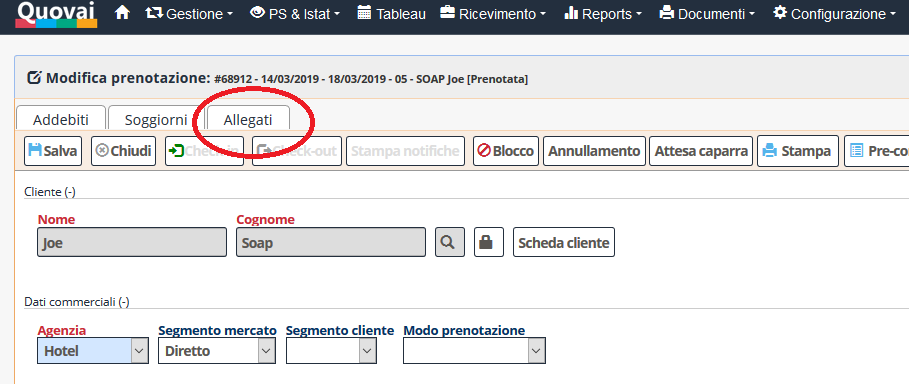 Quovai Gestione PS & Istat Tableau Ricevimento Reports Documenti Configurazione
Modifica prenotazione: #68912 - 14/03/2019 - 18/03/2019 - 05 - SOAP Joe [Prenotata]
Addebiti Soggiorni Allegati
Salva Chiudi Check-in Check-out Stampa notifiche Blocco Annullamento Attesa caparra Stampa Pre-co
Cliente (-)
Nome Cognome
Joe Soap Scheda cliente
Dati commerciali (-)
Agenzia Segmento mercato Segmento cliente Modo prenotazione
Hotel Diretto